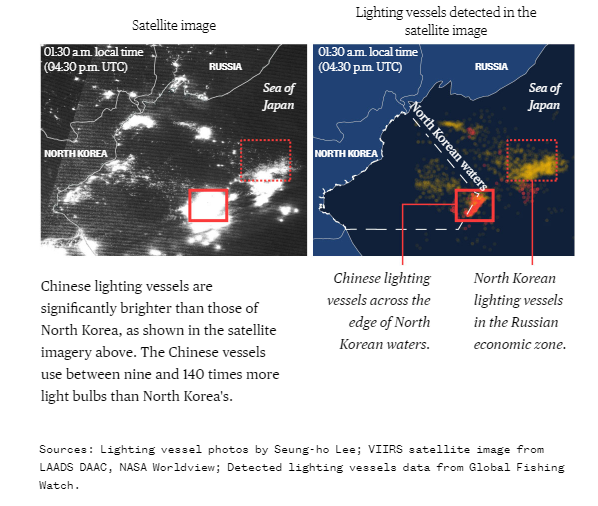 Satellite image
Lighting vessels detected in the
satellite image
01:30 a.m. local time
(04:30 p.m. UTC)
RUSSIA
Sea of
Japan
NORTH KOREA
01:30 a.m. local time
(04:30 p.m. UTC)
RUSSIA
Sea of
Japan
North Korean waters
NORTH KOREA
Chinese lighting
vessels across the
edge of North
Korean waters.
North Korean
lighting vessels
in the Russian
economic zone.
Chinese lighting vessels are
significantly brighter than those of
North Korea, as shown in the satellite
imagery above. The Chinese vessels
use between nine and 140 times more
light bulbs than North Korea's.
Sources: Lighting vessel photos by Seung-ho Lee; VIIRS satellite image from
LAADS DAAC, NASA Worldview; Detected lighting vessels data from Global Fishing
Watch.